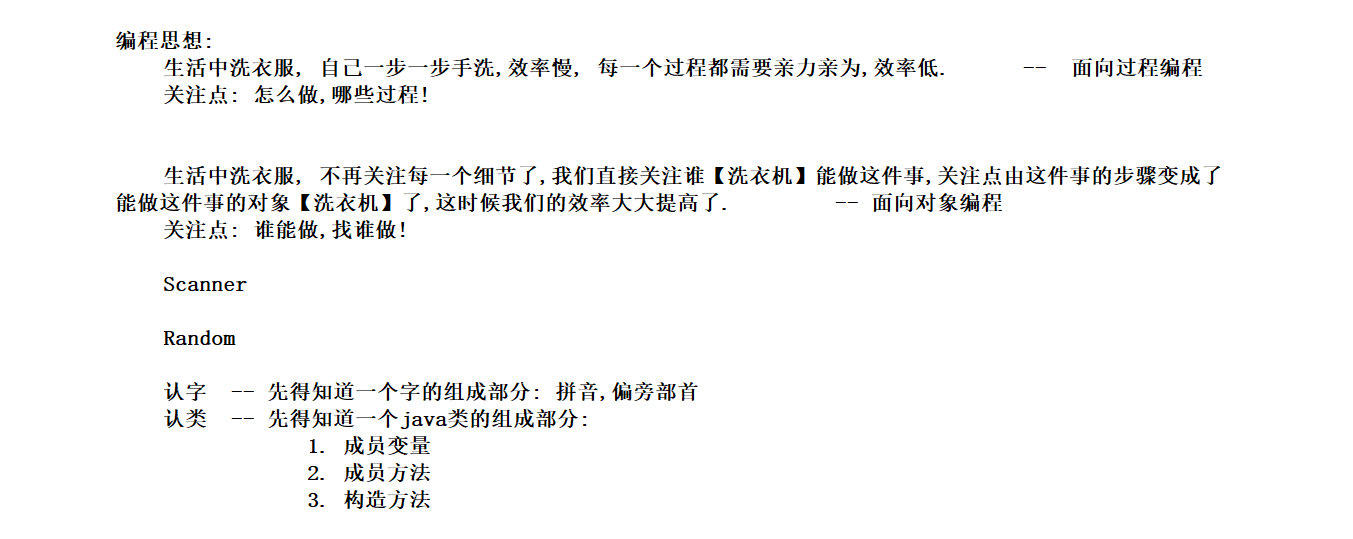 编程思想:
生活中洗衣服, 自己一步一步手洗,效率慢, 每一个过程都需要亲力亲为,效率低. -- 面向过程编程
关注点: 怎么做,哪些过程!
生活中洗衣服, 不再关注每一个细节了,我们直接关注谁【洗衣机】能做这件事,关注点由这件事的步骤变成了
能做这件事的对象【洗衣机】了,这时候我们的效率大大提高了. -- 面向对象编程
关注点: 谁能做,找谁做!
Scanner
Random
认字 -- 先得知道一个字的组成部分: 拼音,偏旁部首
认类 -- 先得知道一个java类的组成部分:
1. 成员变量
2. 成员方法
3. 构造方法